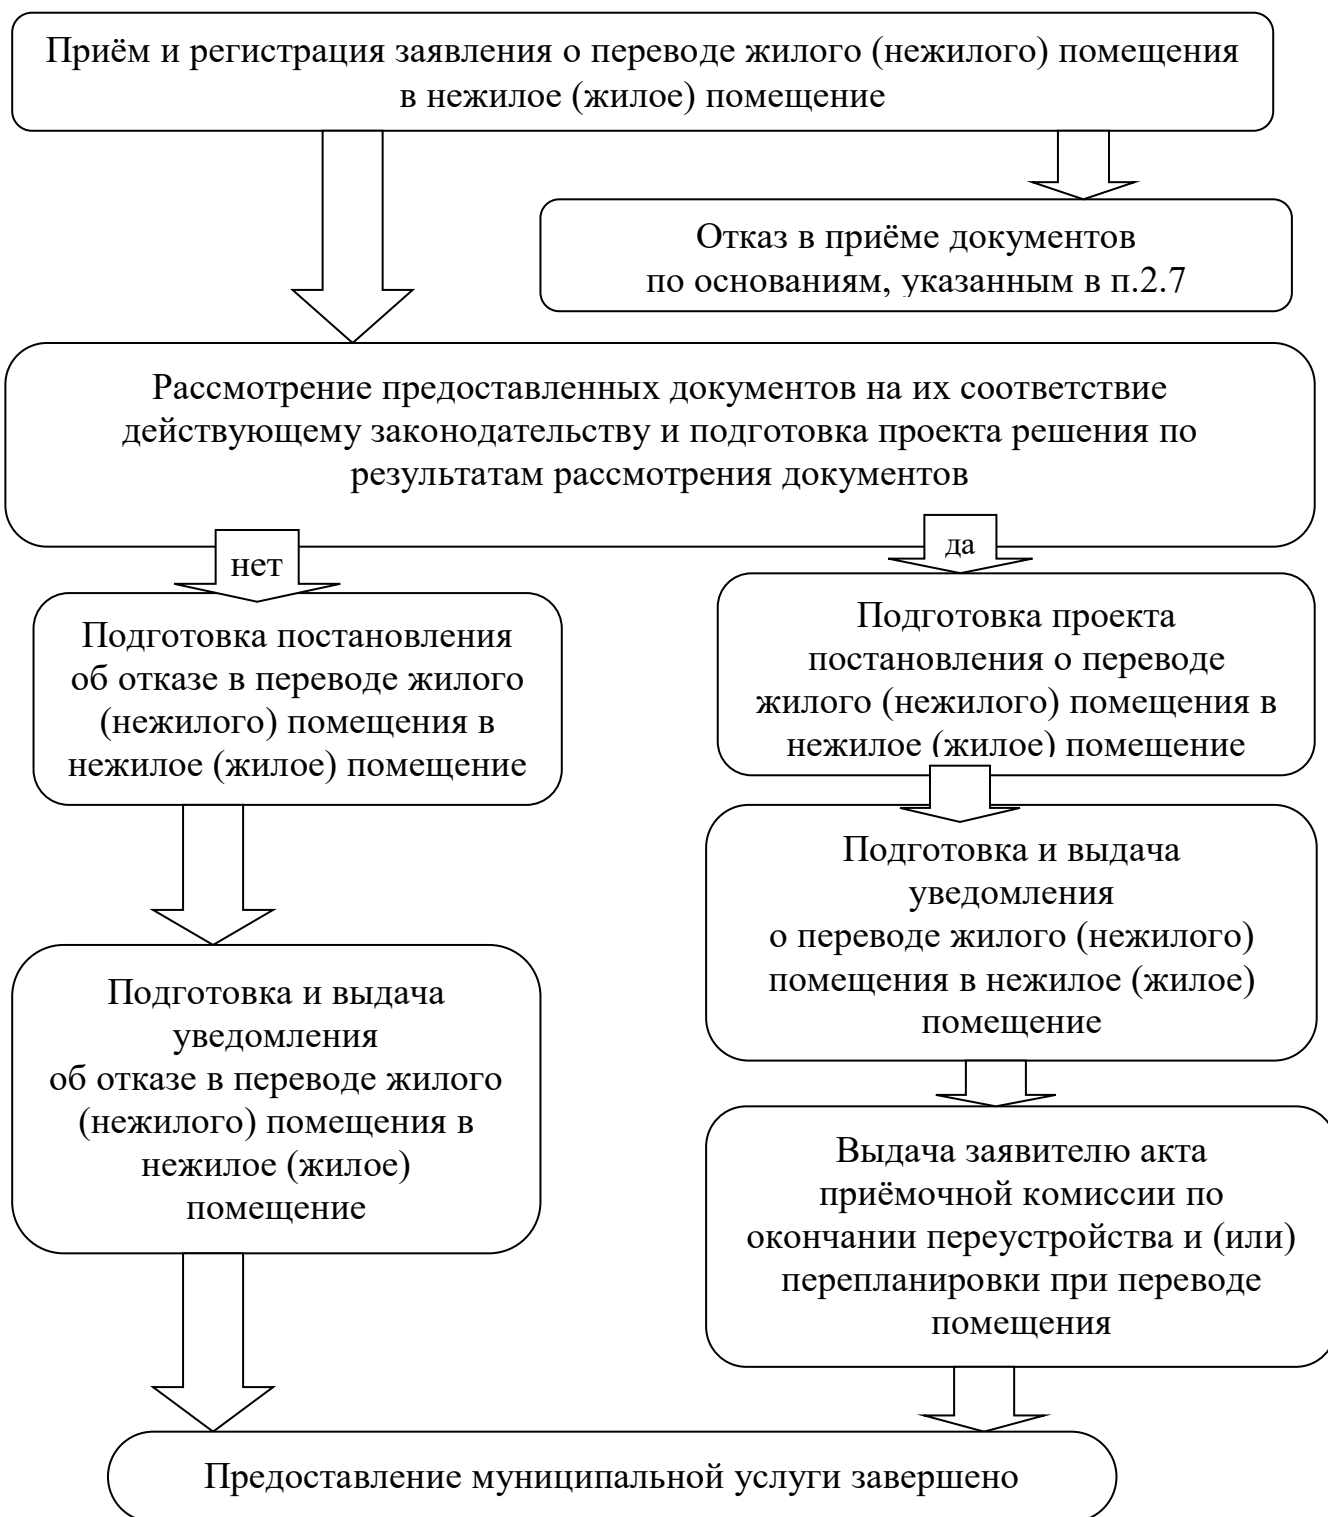 Приём и регистрация заявления о переводе жилого (нежилого) помещения
в нежилое (жилое) помещение
Отказ в приёме документов
по основаниям, указанным в п.2.7
Рассмотрение предоставленных документов на их соответствие
действующему законодательству и подготовка проекта решения по
результатам рассмотрения документов
нет
да
Подготовка постановления
об отказе в переводе жилого
(нежилого) помещения в
нежилое (жилое) помещение
Подготовка проекта
постановления о переводе
жилого (нежилого) помещения в
нежилое (жилое) помещение
Подготовка и выдача
уведомления
о переводе жилого (нежилого)
помещения в нежилое (жилое)
помещение
Подготовка и выдача
уведомления
об отказе в переводе жилого
(нежилого) помещения в
нежилое (жилое)
помещение
Выдача заявителю акта
приёмочной комиссии по
окончании переустройства и (или)
перепланировки при переводе
помещения
Предоставление муниципальной услуги завершено